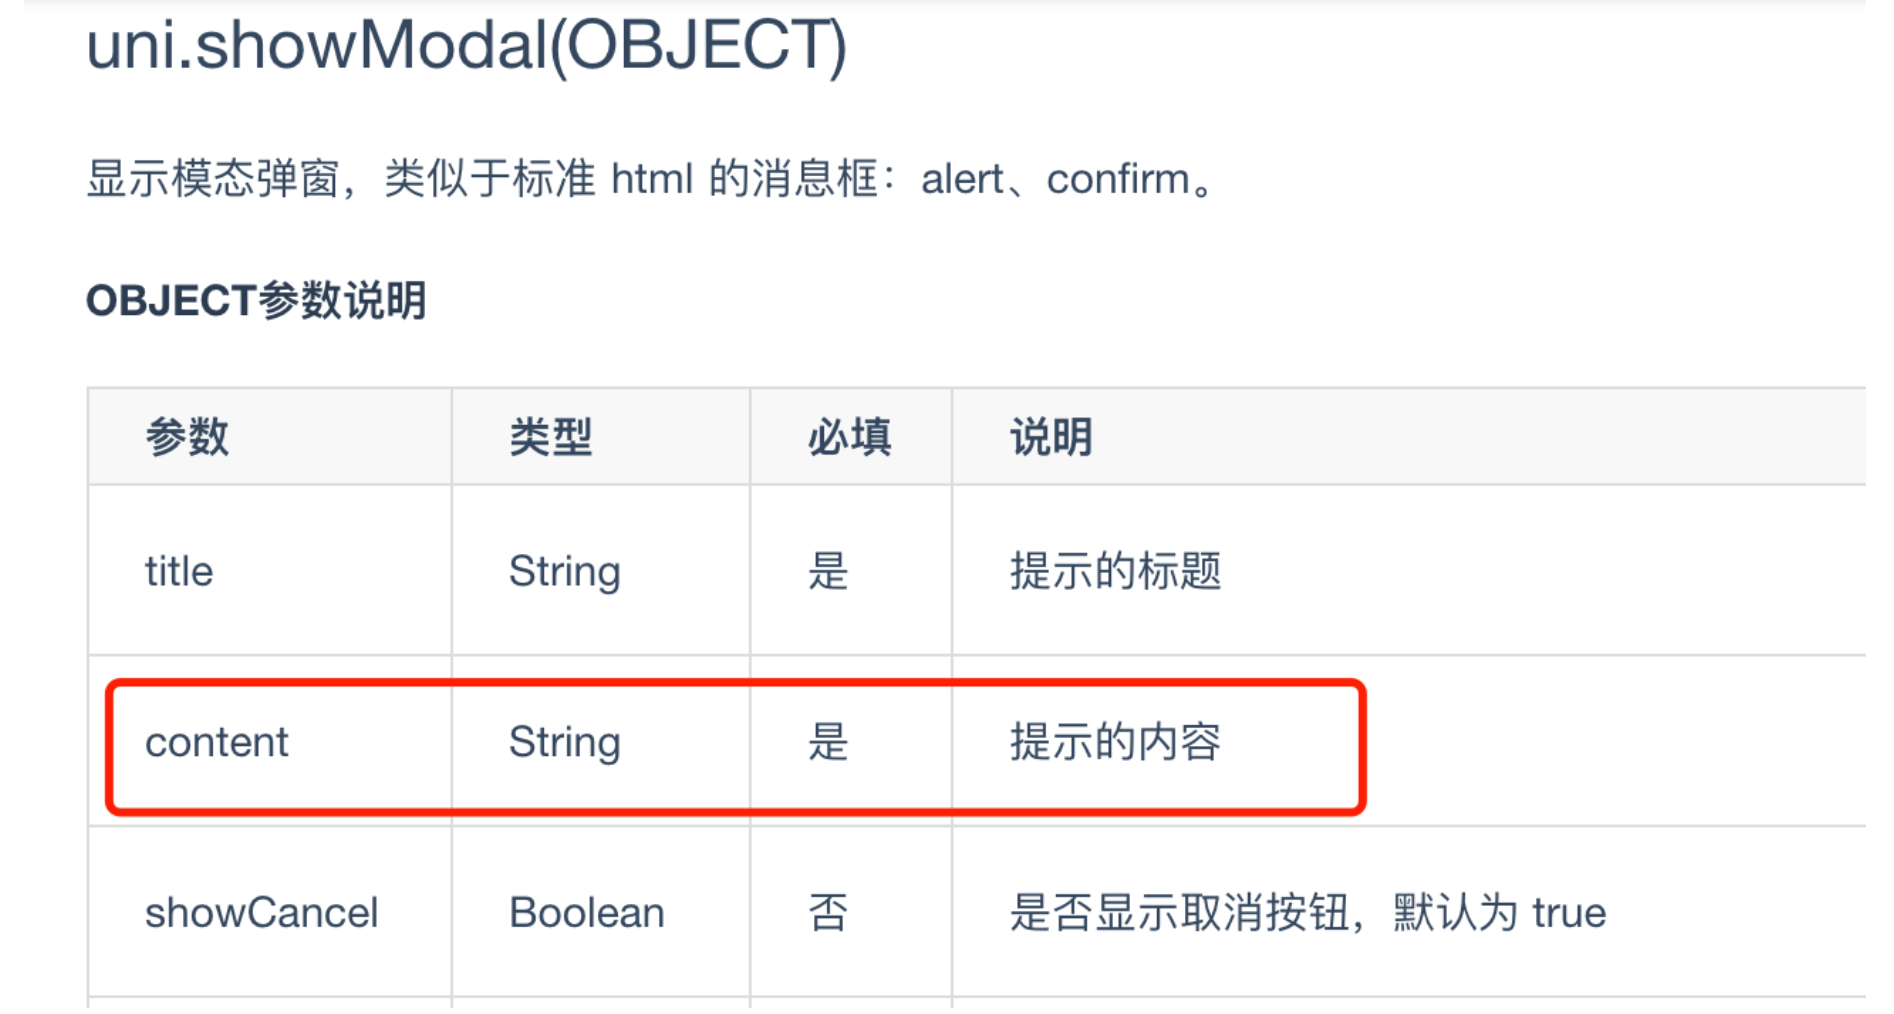 uni.showModal(OBJECT)
显示模态弹窗，类似于标准 html 的消息框：alert、confirm。
OBJECT参数说明
参数 类型 必填 说明
title String 是 提示的标题
content String 是 提示的内容
showCancel Boolean 否 是否显示取消按钮，默认为 true